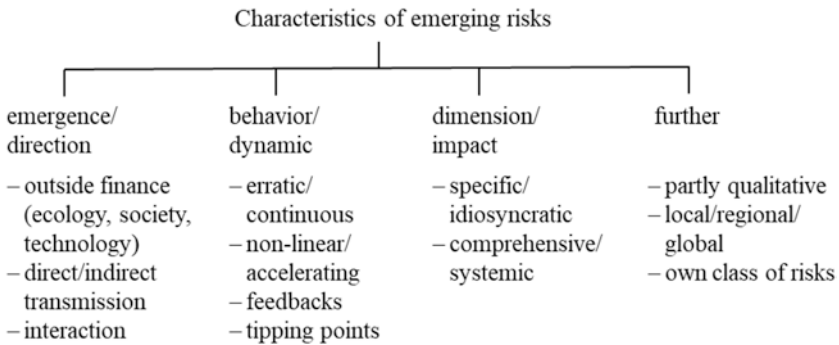 Characteristics of emerging risks
emergence/
direction
– outside finance
(ecology, society,
technology)
– direct/indirect
transmission
– interaction
behavior/
dynamic
– erratic/
continuous
– non-linear/
accelerating
– feedbacks
– tipping points
dimension/
impact
– specific/
idiosyncratic
– comprehensive/
systemic
further
– partly qualitative
– local/regional/
global
– own class of risks